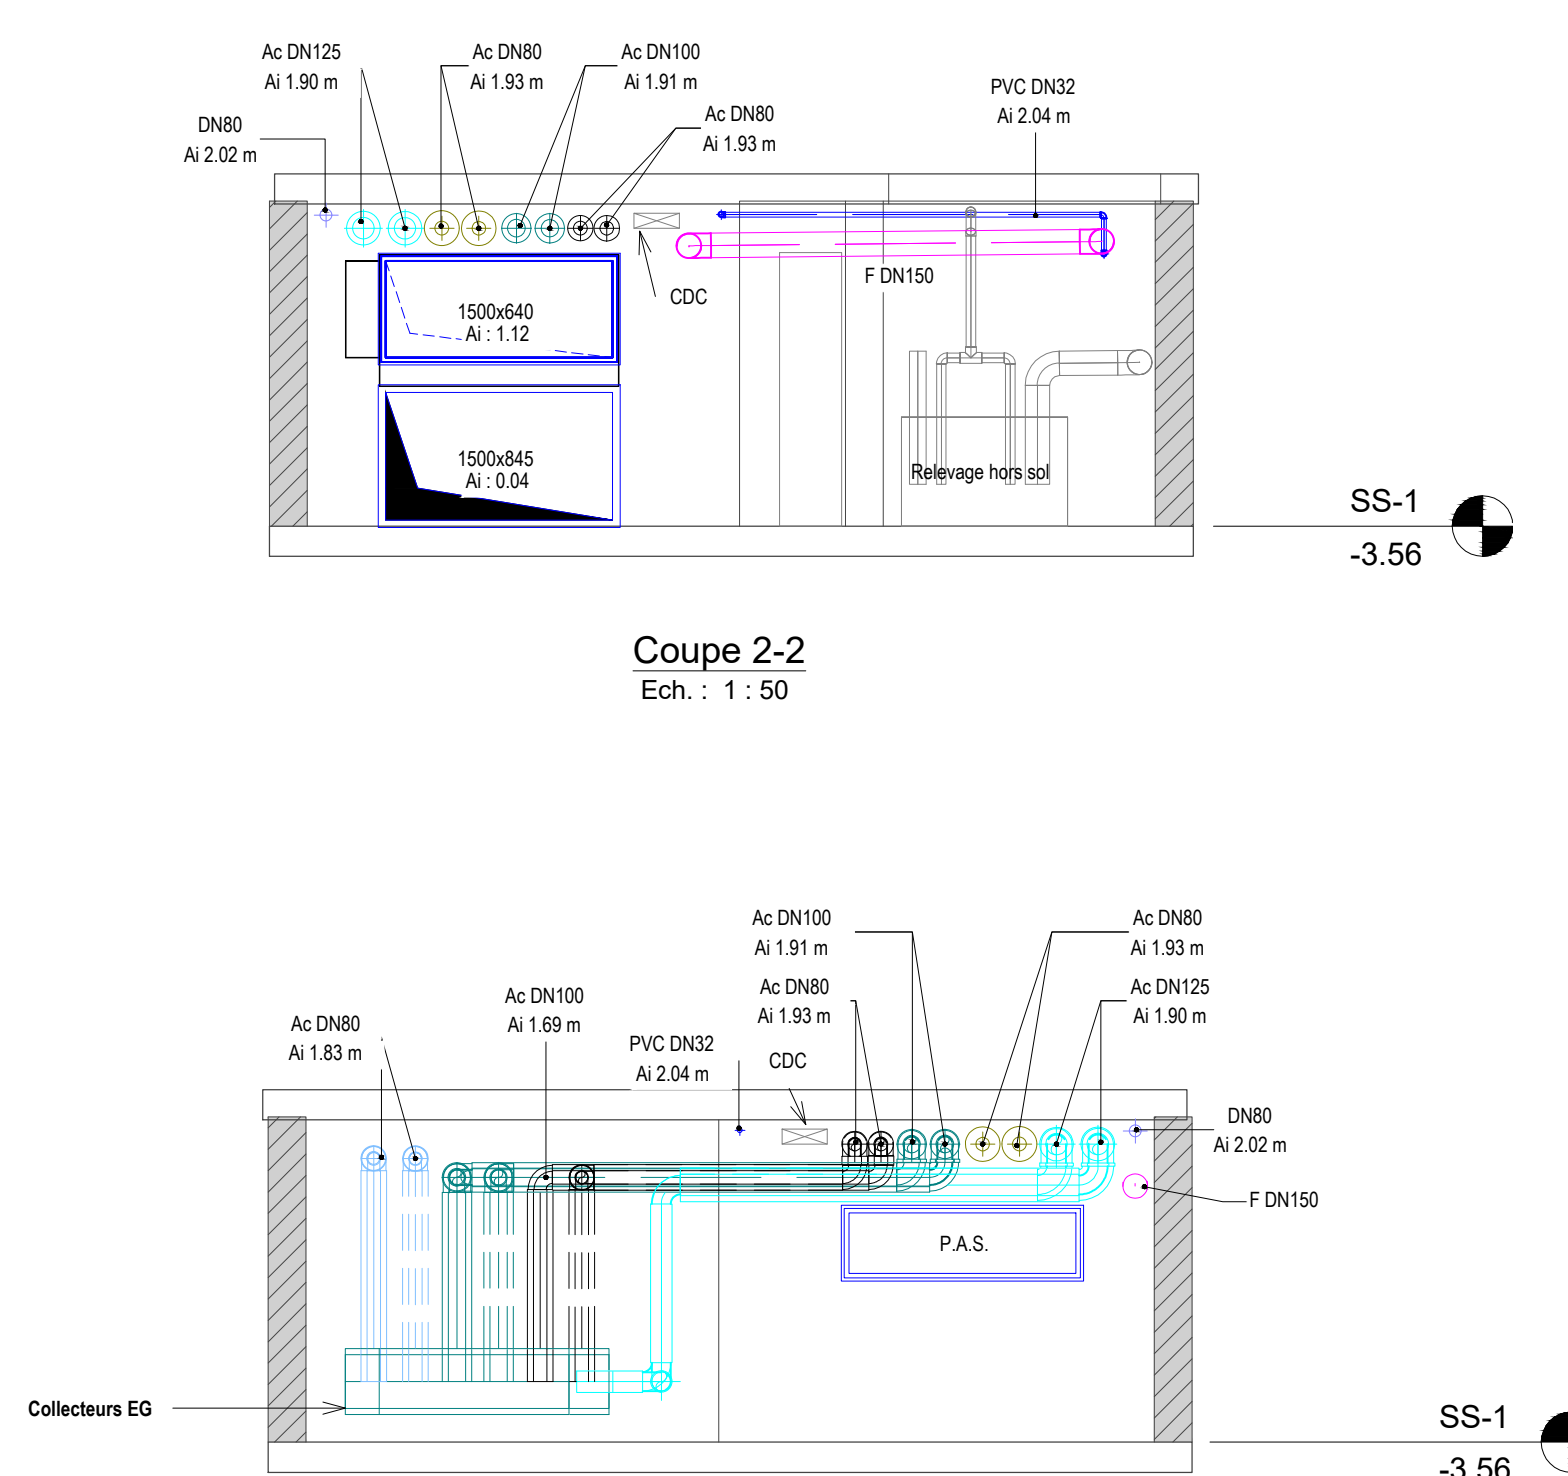 Ac DN125
Ai 1.90 m
Ac DN80
Ai 1.93 m
Ac DN100
Ai 1.91 m
Ac DN80
Ai 1.93 m
PVC DN32
Ai 2.04 m
DN80
Ai 2.02 m
F DN150
CDC
1500x640
Ai : 1.12
1500x845
Ai : 0.04
Relevage hors sol
SS-1
-3.56
Coupe 2-2
Ech. : 1 : 50
Ac DN100
Ai 1.91 m
Ac DN80
Ai 1.93 m
Ac DN80
Ai 1.93 m
Ac DN125
Ai 1.90 m
Ac DN100
Ai 1.69 m
Ac DN80
Ai 1.83 m
PVC DN32
Ai 2.04 m
CDC
DN80
Ai 2.02 m
F DN150
P.A.S.
Collecteurs EG
SS-1
-3.56